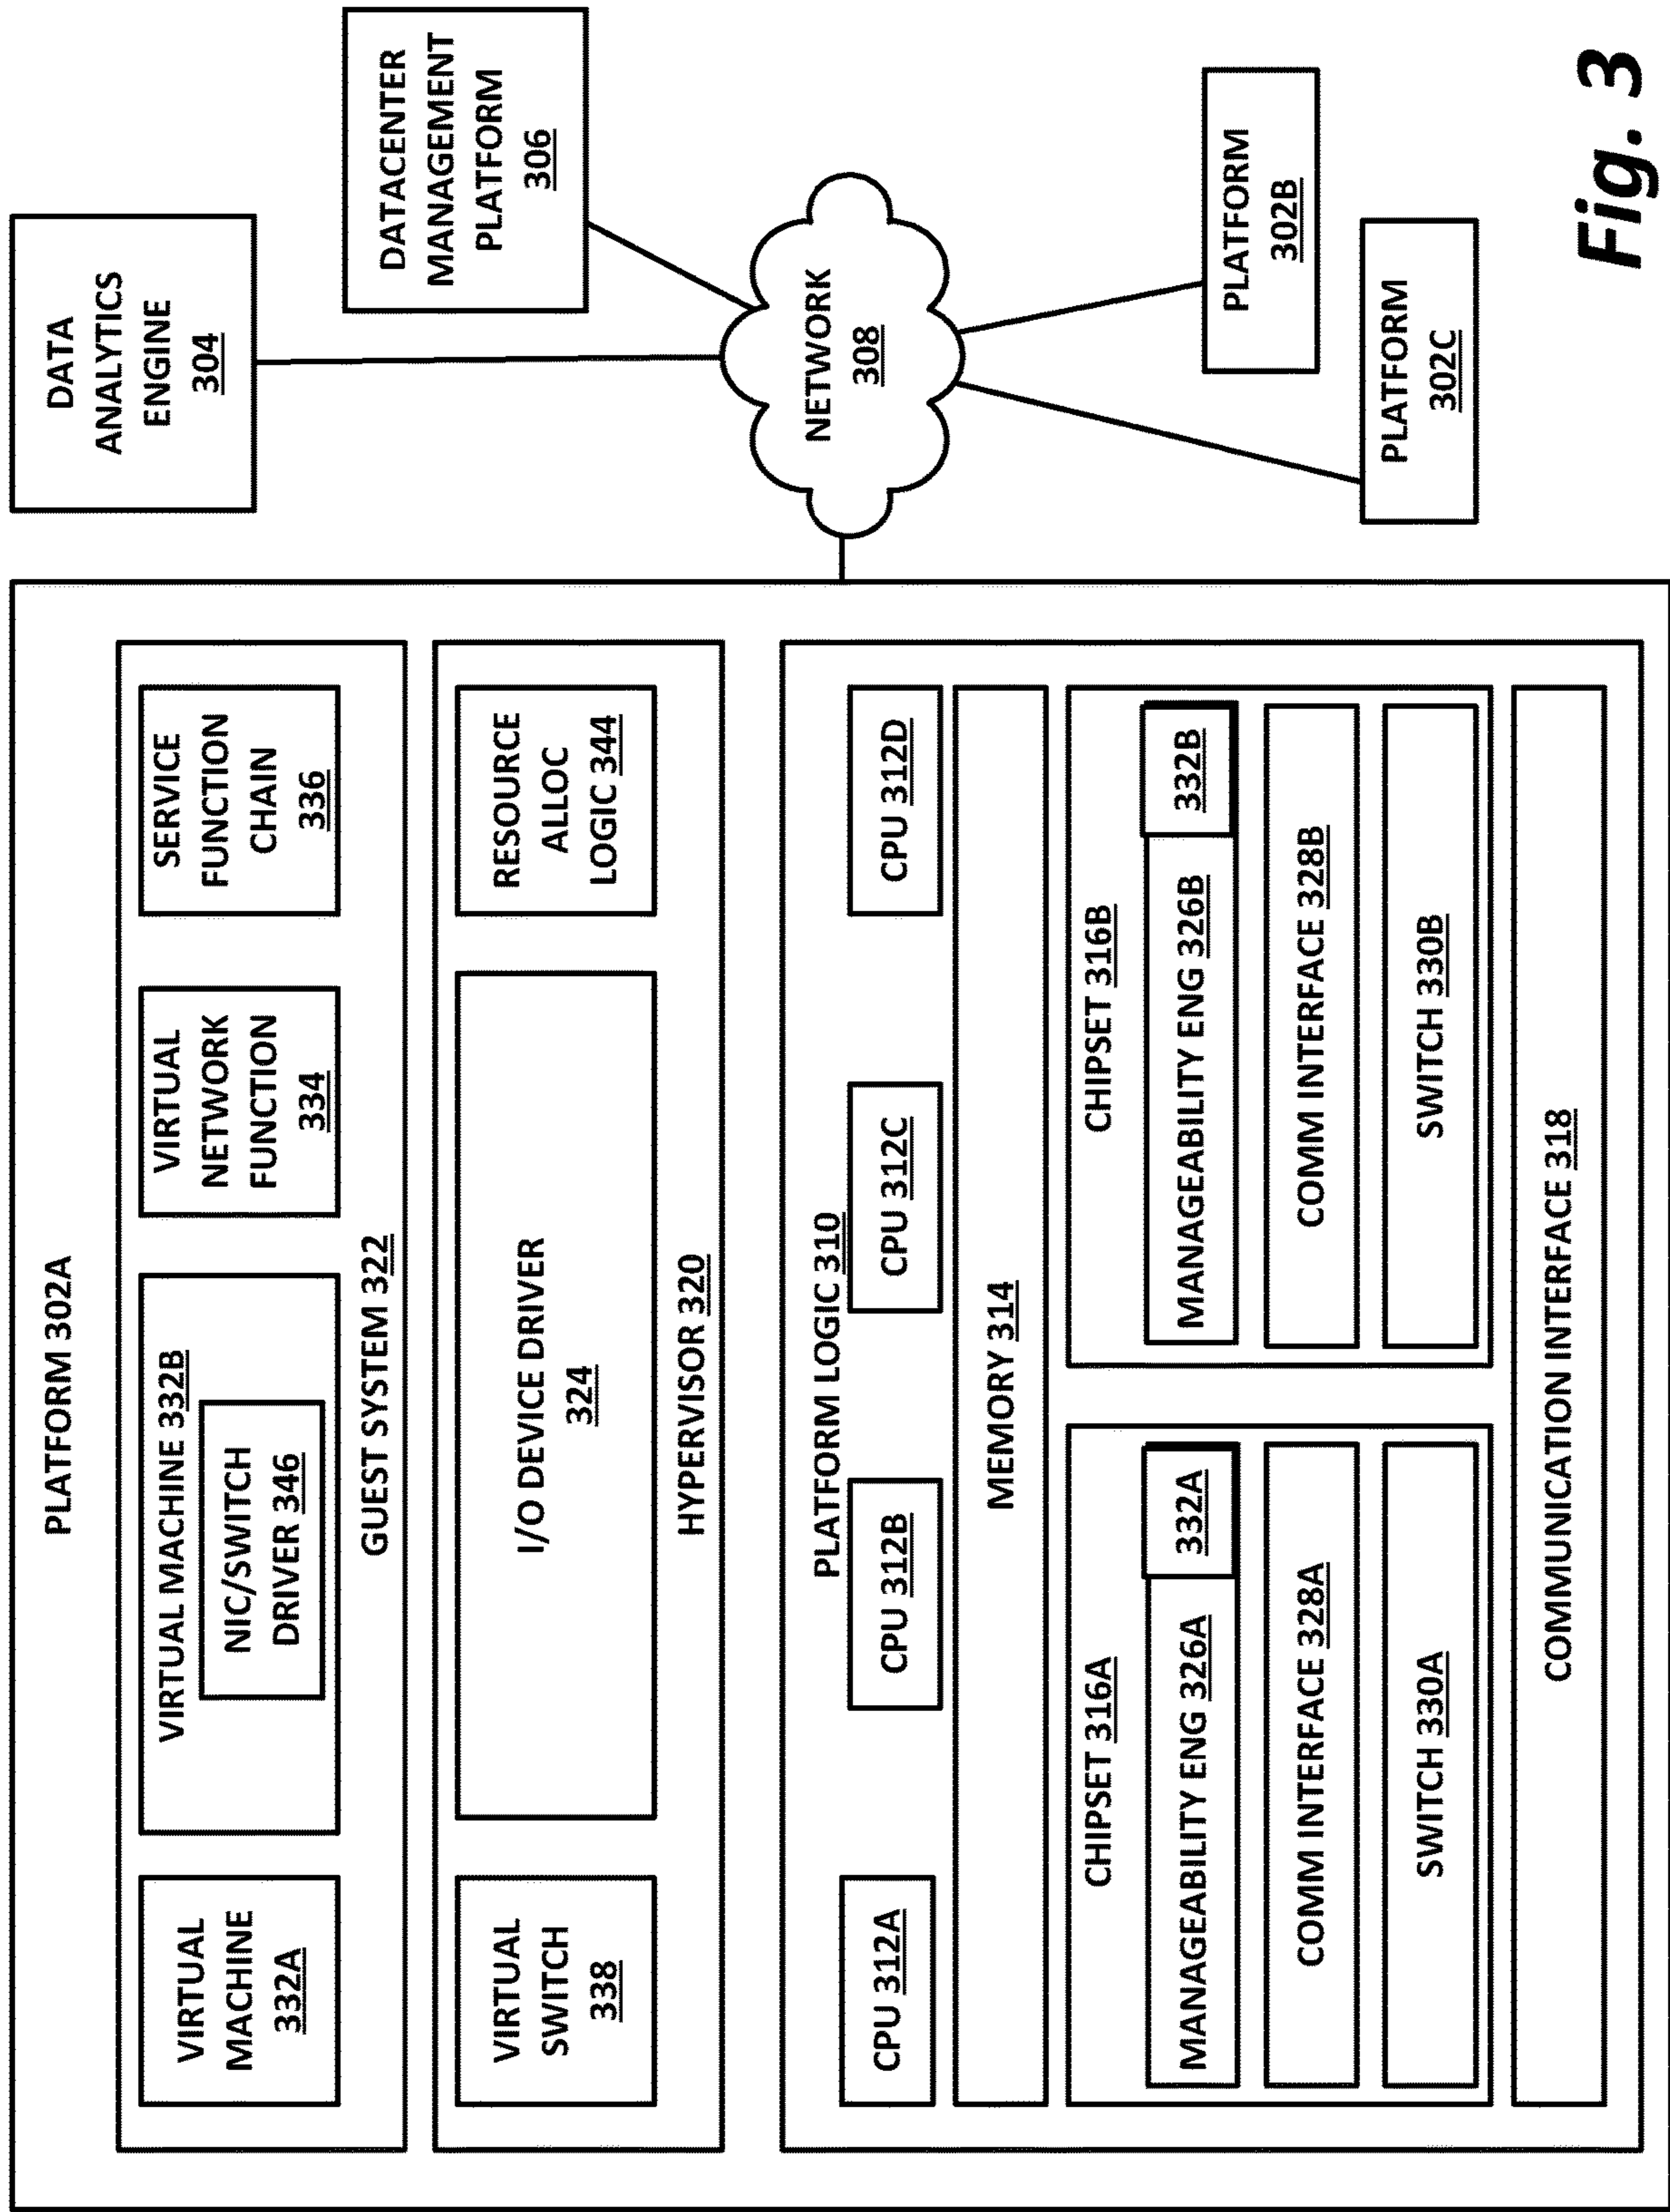 PLATFORM 302A
VIRTUAL
MACHINE
332A
VIRTUAL MACHINE 332B
NIC/SWITCH
DRIVER 346
VIRTUAL
NETWORK
FUNCTION
334
SERVICE
FUNCTION
CHAIN
336
GUEST SYSTEM 322
VIRTUAL
SWITCH
338
I/O DEVICE DRIVER
324
RESOURCE
ALLOC
LOGIC 344
HYPERVISOR 320
PLATFORM LOGIC 310
CPU 312A
CPU 312B
CPU 312C
CPU 312D
MEMORY 314
CHIPSET 316A
MANAGEABILITY ENG 326A
332A
COMM INTERFACE 328A
SWITCH 330A
CHIPSET 316B
MANAGEABILITY ENG 326B
332B
COMM INTERFACE 328B
SWITCH 330B
COMMUNICATION INTERFACE 318
DATA
ANALYTICS
ENGINE
304
DATACENTER
MANAGEMENT
PLATFORM
306
NETWORK
308
PLATFORM
302B
PLATFORM
302C
Fig. 3